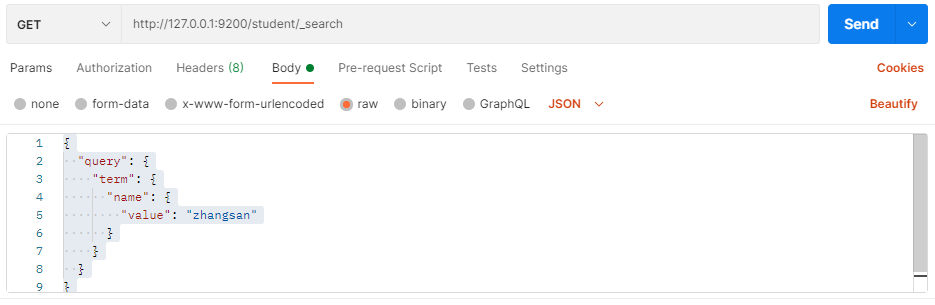 GET http://127.0.0.1:9200/student/_search Send
Params Authorization Headers (8) Body Pre-request Script Tests Settings Cookies
none form-data x-www-form-urlencoded raw binary GraphQL JSON Beautify
1 {
2 "query": {
3 "term": {
4 "name": {
5 "value": "zhangsan"
6 }
7 }
8 }
9 }